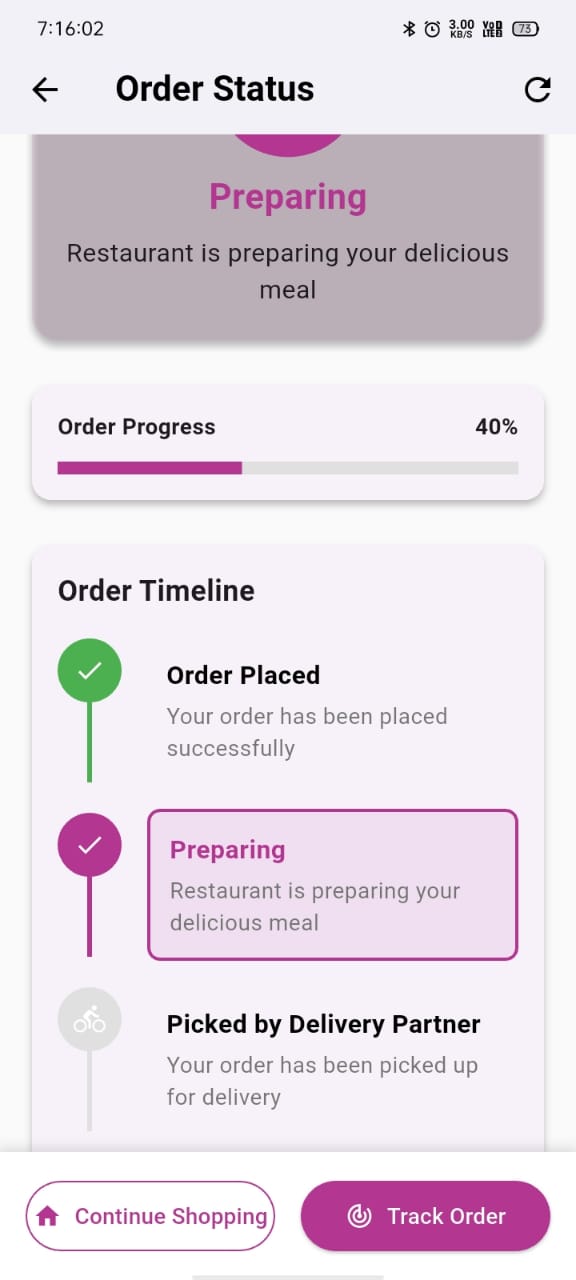 7:16:02
3.00 KB/S
VoD LTE
73
Order Status
Preparing
Restaurant is preparing your delicious
meal
Order Progress
40%
Order Timeline
Order Placed
Your order has been placed
successfully
Preparing
Restaurant is preparing your
delicious meal
Picked by Delivery Partner
Your order has been picked up
for delivery
Continue Shopping
Track Order